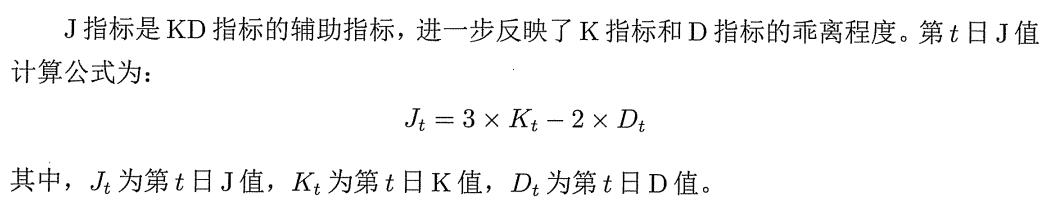 J 指标是 KD 指标的辅助指标，进一步反映了 K 指标和 D 指标的乖离程度。第 t 日 J 值
计算公式为：
J_t = 3 × K_t − 2 × D_t
其中，J_t 为第 t 日 J 值，K_t 为第 t 日 K 值，D_t 为第 t 日 D 值。